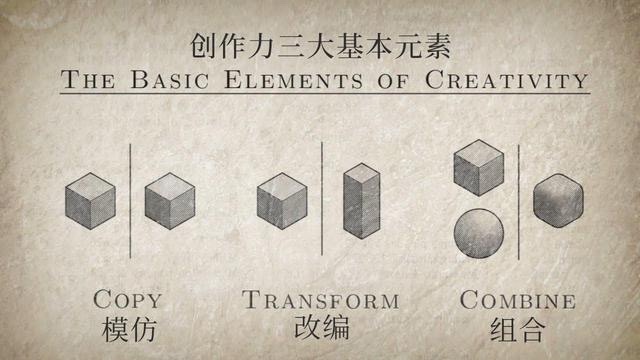 创作力三大基本元素
THE BASIC ELEMENTS OF CREATIVITY
COPY
模仿
TRANSFORM
改编
COMBINE
组合